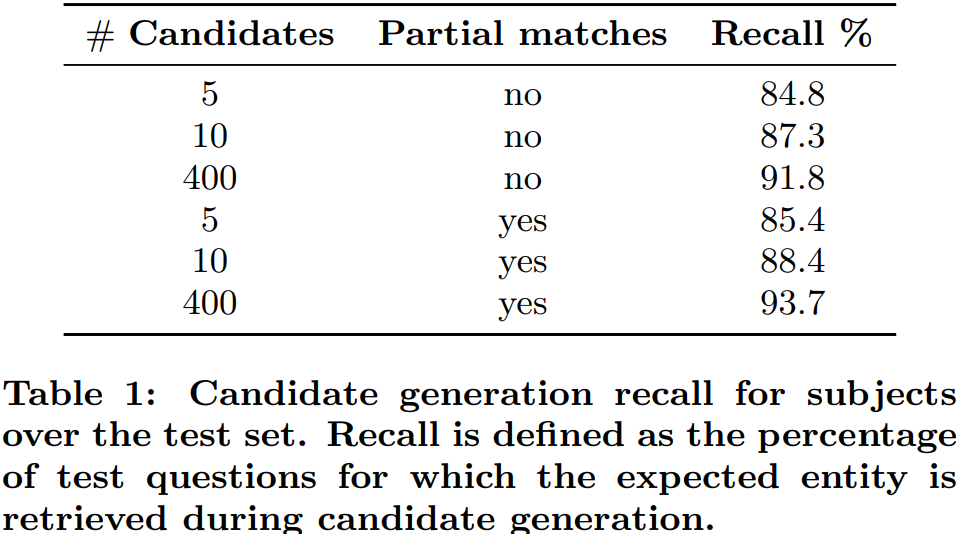 # Candidates Partial matches Recall %
5 no 84.8
10 no 87.3
400 no 91.8
5 yes 85.4
10 yes 88.4
400 yes 93.7
Table 1: Candidate generation recall for subjects
over the test set. Recall is defined as the percentage
of test questions for which the expected entity is
retrieved during candidate generation.